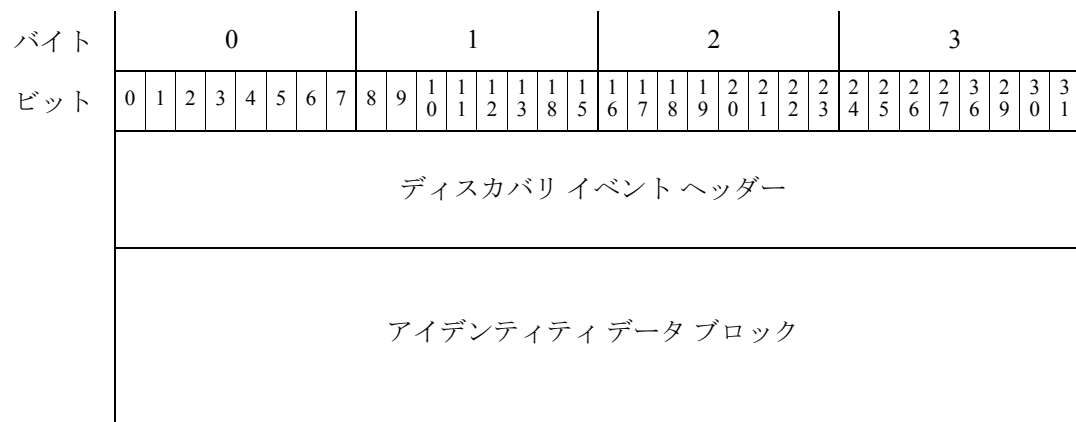 バイト 0 1 2 3
ビット 0 1 2 3 4 5 6 7 8 9 10 11 12 13 18 15 16 17 18 19 20 21 22 23 24 25 26 27 36 29 30 31
ディスカバリ イベント ヘッダー
アイデンティティ データ ブロック